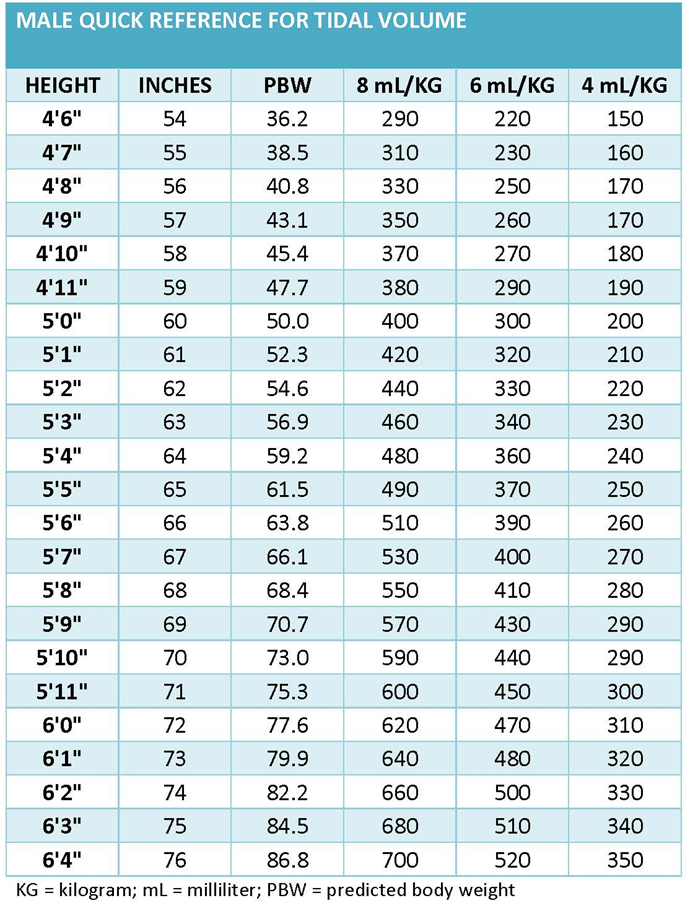 MALE QUICK REFERENCE FOR TIDAL VOLUME
HEIGHT INCHES PBW 8 mL/KG 6 mL/KG 4 mL/KG
4'6" 54 36.2 290 220 150
4'7" 55 38.5 310 230 160
4'8" 56 40.8 330 250 170
4'9" 57 43.1 350 260 170
4'10" 58 45.4 370 270 180
4'11" 59 47.7 380 290 190
5'0" 60 50.0 400 300 200
5'1" 61 52.3 420 320 210
5'2" 62 54.6 440 330 220
5'3" 63 56.9 460 340 230
5'4" 64 59.2 480 360 240
5'5" 65 61.5 490 370 250
5'6" 66 63.8 510 390 260
5'7" 67 66.1 530 400 270
5'8" 68 68.4 550 410 280
5'9" 69 70.7 570 430 290
5'10" 70 73.0 590 440 290
5'11" 71 75.3 600 450 300
6'0" 72 77.6 620 470 310
6'1" 73 79.9 640 480 320
6'2" 74 82.2 660 500 330
6'3" 75 84.5 680 510 340
6'4" 76 86.8 700 520 350
KG = kilogram; mL = milliliter; PBW = predicted body weight